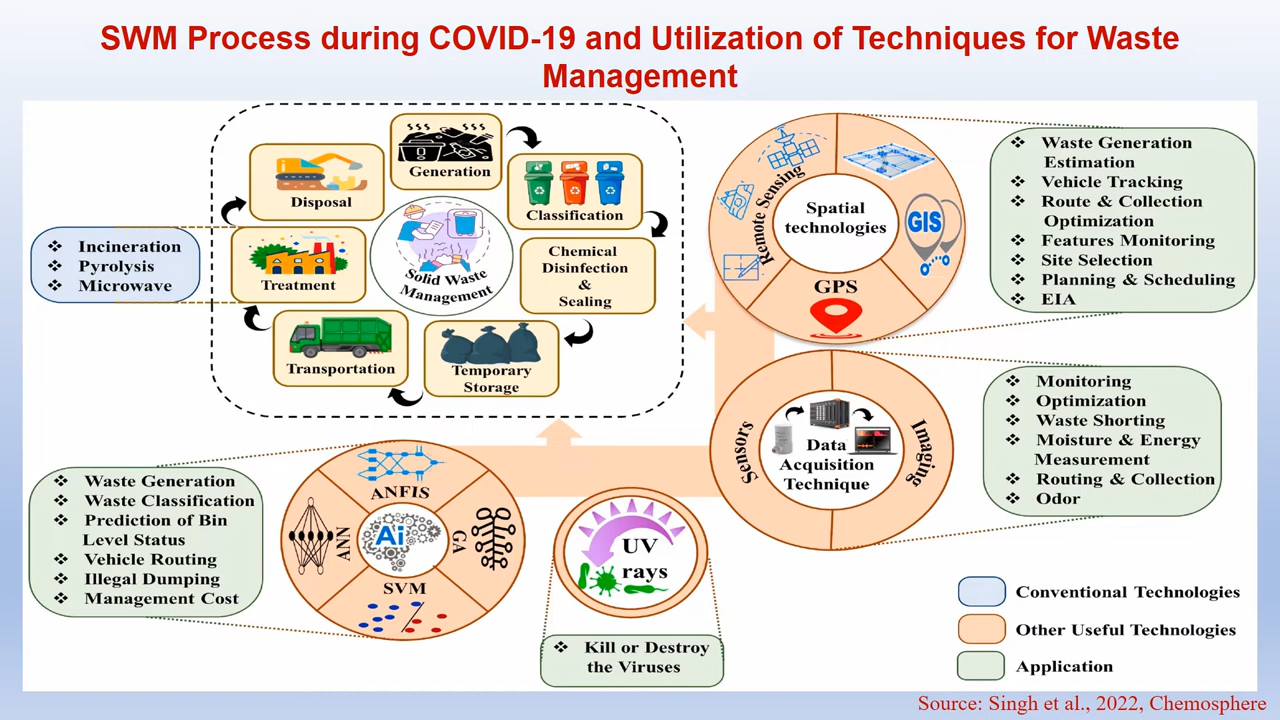 SWM Process during COVID-19 and Utilization of Techniques for Waste
Management
Generation
Classification
Chemical
Disinfection
&
Sealing
Temporary
Storage
Transportation
Treatment
Disposal
Solid Waste
Management
❖ Incineration
❖ Pyrolysis
❖ Microwave
Spatial
technologies
Remote Sensing
GIS
GPS
❖ Waste Generation
Estimation
❖ Vehicle Tracking
❖ Route & Collection
Optimization
❖ Features Monitoring
❖ Site Selection
❖ Planning & Scheduling
❖ EIA
Sensors
Imaging
Data
Acquisition
Technique
❖ Monitoring
❖ Optimization
❖ Waste Shorting
❖ Moisture & Energy
Measurement
❖ Routing & Collection
❖ Odor
❖ Waste Generation
❖ Waste Classification
❖ Prediction of Bin
Level Status
❖ Vehicle Routing
❖ Illegal Dumping
❖ Management Cost
ANFIS
ANN
Ai
GA
SVM
UV
rays
❖ Kill or Destroy
the Viruses
Conventional Technologies
Other Useful Technologies
Application
Source: Singh et al., 2022, Chemosphere